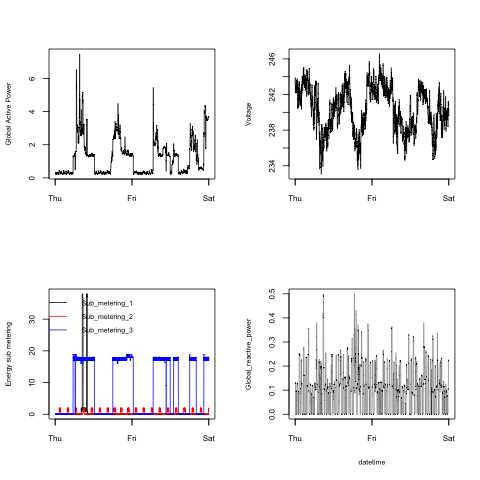 Global Active Power
0 2 4 6
Thu Fri Sat
Voltage
234 238 242 246
Thu Fri Sat
Energy sub metering
0 10 20 30
Sub_metering_1
Sub_metering_2
Sub_metering_3
Thu Fri Sat
Global_reactive_power
0.0 0.1 0.2 0.3 0.4 0.5
Thu Fri Sat
datetime